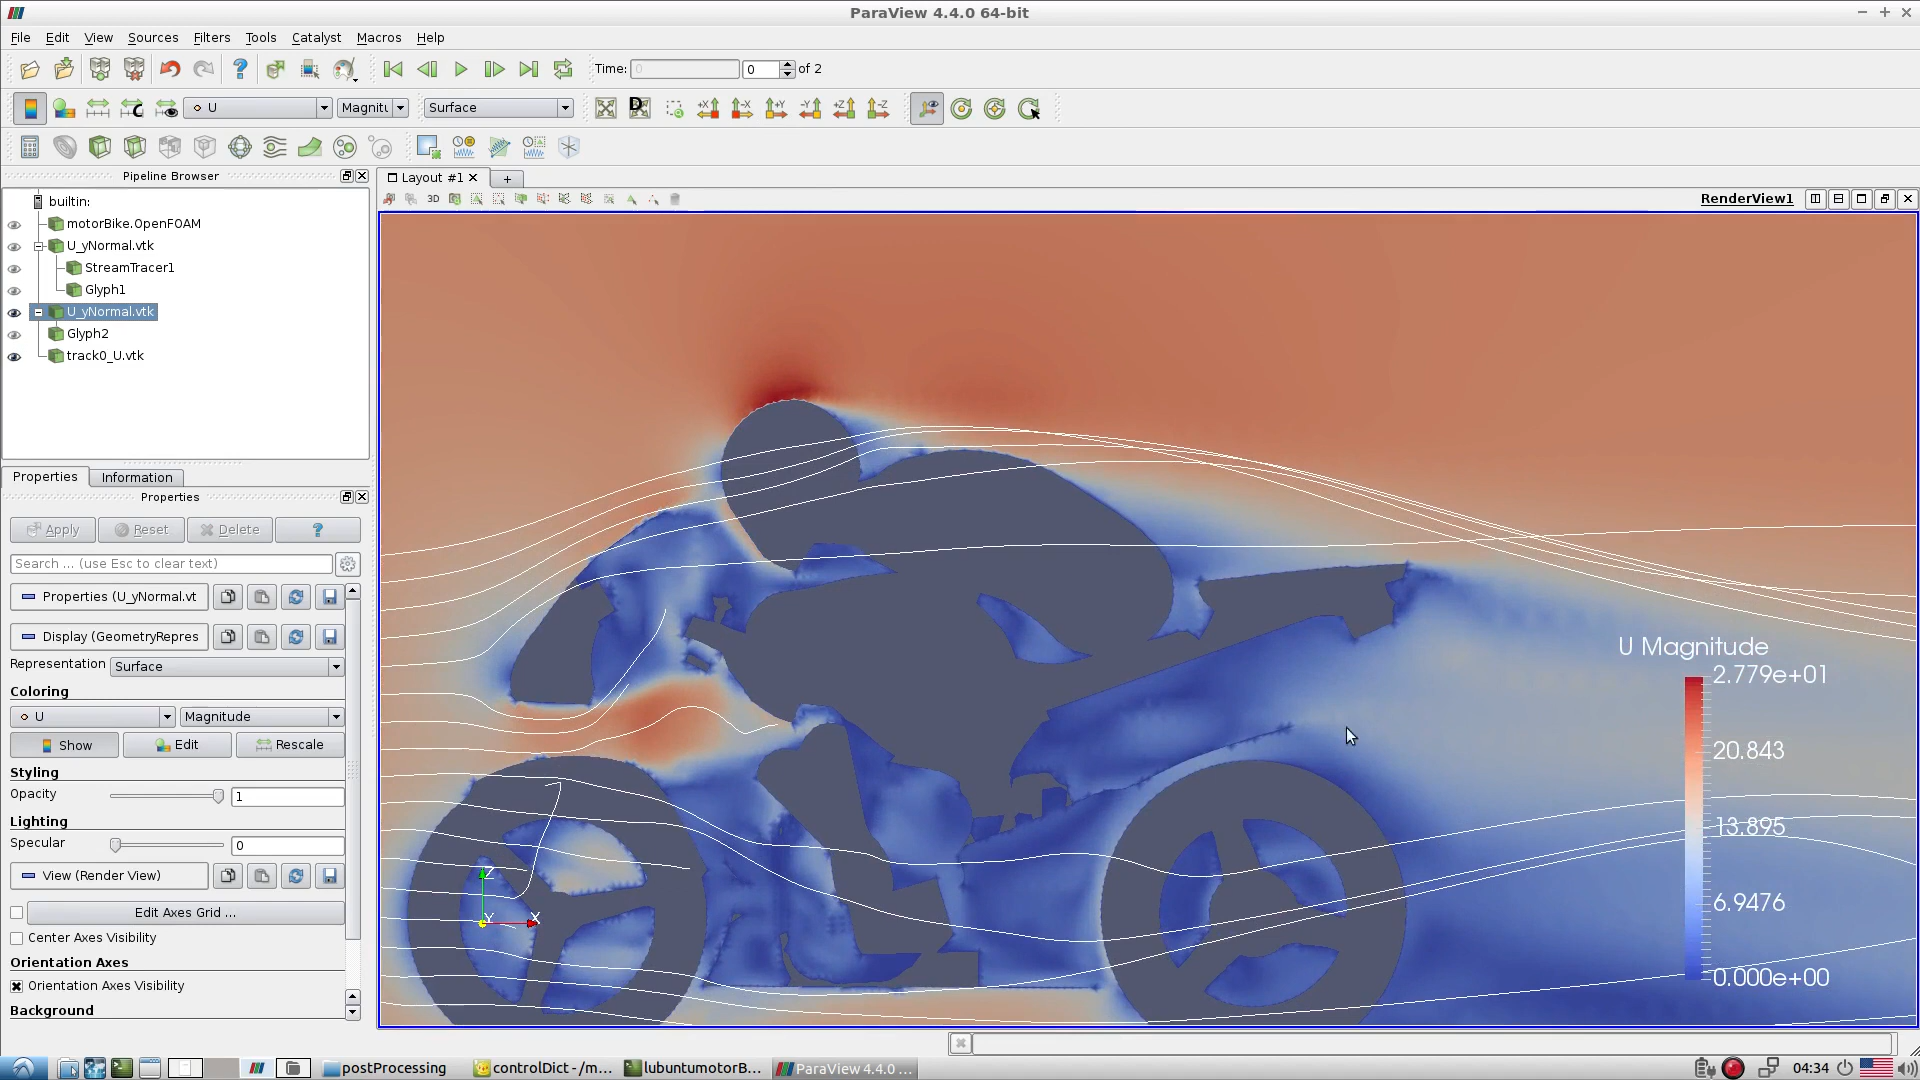 ParaView 4.4.0 64-bit
File Edit View Sources Filters Tools Catalyst Macros Help
Time: 0 0 of 2
U Magnitu Surface
D +X -X +Y -Y +Z -Z
Pipeline Browser
Layout #1
3D
RenderView1
builtin:
motorBike.OpenFOAM
U_yNormal.vtk
StreamTracer1
Glyph1
U_yNormal.vtk
Glyph2
track0_U.vtk
Properties Information
Properties
Apply Reset Delete ?
Search ... (use Esc to clear text)
Properties (U_yNormal.vt
Display (GeometryRepres
Representation Surface
Coloring
U Magnitude
Show Edit Rescale
Styling
Opacity 1
Lighting
Specular 0
View (Render View)
Edit Axes Grid ...
Center Axes Visibility
Orientation Axes
Orientation Axes Visibility
Background
U Magnitude
2.779e+01
20.843
13.895
6.9476
0.000e+00
Z
Y X
postProcessing controlDict - /m... lubuntumotorB... ParaView 4.4.0 ... 04:34